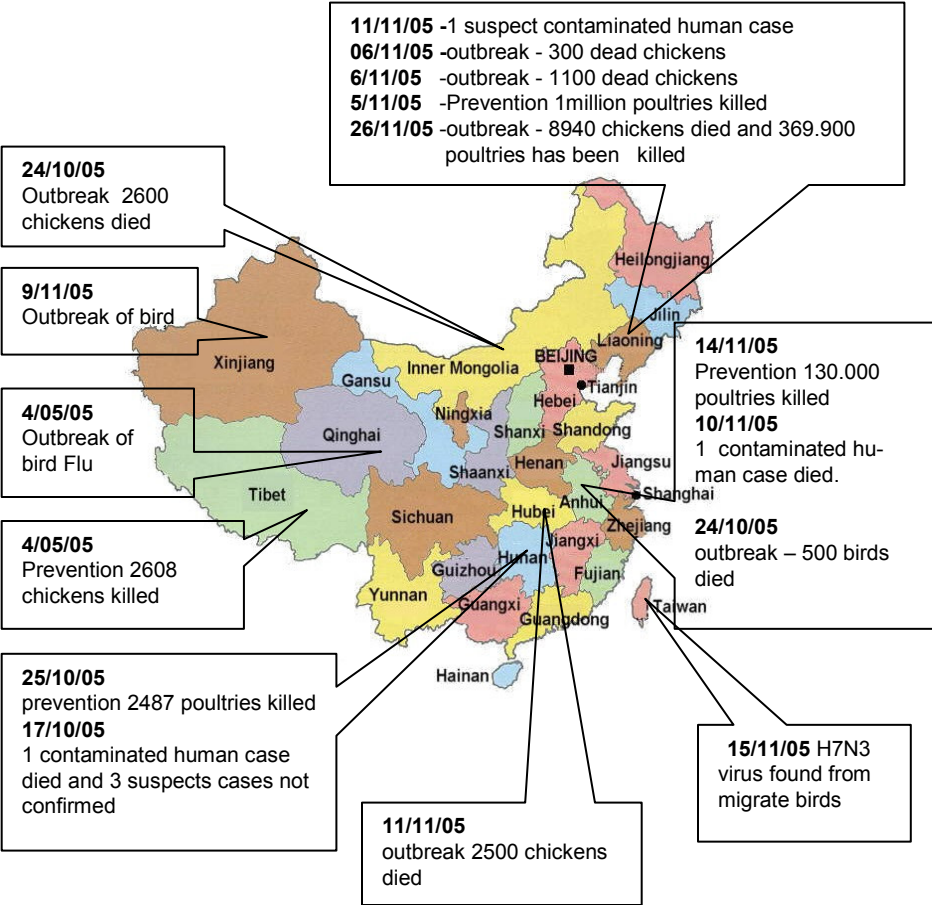 11/11/05 -1 suspect contaminated human case
06/11/05 -outbreak - 300 dead chickens
6/11/05 -outbreak - 1100 dead chickens
5/11/05 -Prevention 1million poultries killed
26/11/05 -outbreak - 8940 chickens died and 369.900
poultries has been killed
24/10/05
Outbreak 2600
chickens died
9/11/05
Outbreak of bird
4/05/05
Outbreak of
bird Flu
4/05/05
Prevention 2608
chickens killed
25/10/05
prevention 2487 poultries killed
17/10/05
1 contaminated human case
died and 3 suspects cases not
confirmed
11/11/05
outbreak 2500 chickens
died
15/11/05 H7N3
virus found from
migrate birds
14/11/05
Prevention 130.000
poultries killed
10/11/05
1 contaminated hu-
man case died.
24/10/05
outbreak – 500 birds
died
Heilongjiang
Jilin
Liaoning
BEIJING
Tianjin
Inner Mongolia
Xinjiang
Gansu
Hebei
Ningxia
Shanxi
Shandong
Qinghai
Shaanxi
Henan
Jiangsu
Tibet
Shanghai
Anhui
Hubei
Sichuan
Zhejiang
Jiangxi
Hunan
Guizhou
Fujian
Yunnan
Guangxi
Guangdong
Taiwan
Hainan